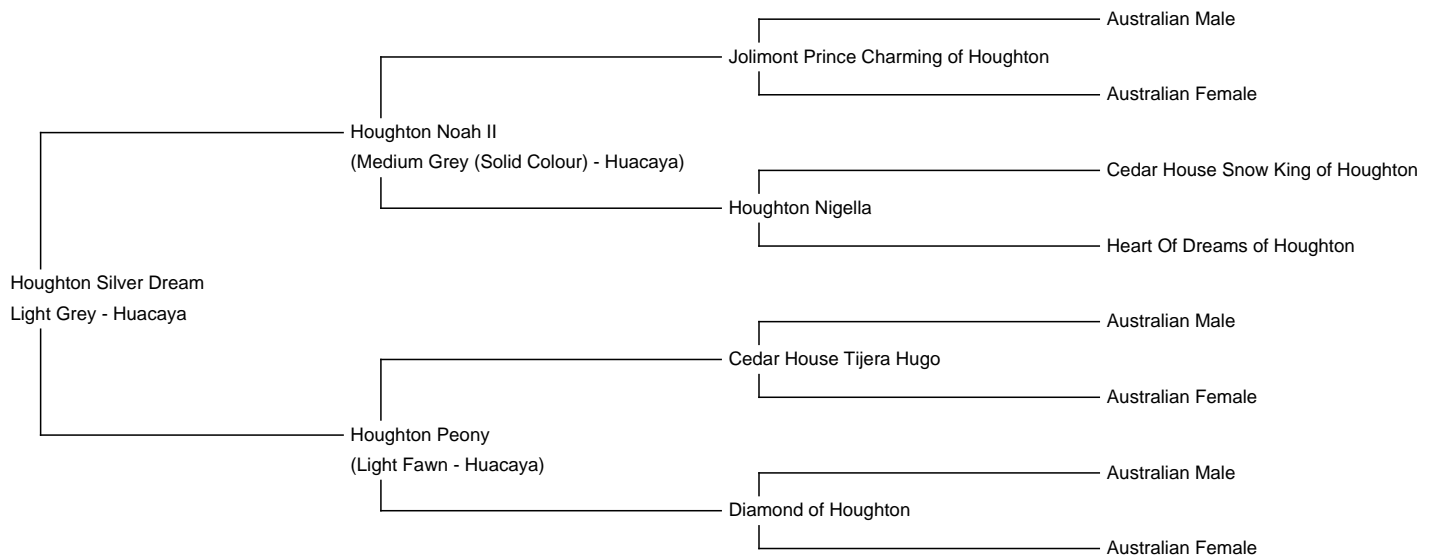 Australian Male
Jolimont Prince Charming of Houghton
Australian Female
Houghton Noah II
(Medium Grey (Solid Colour) - Huacaya)
Cedar House Snow King of Houghton
Houghton Nigella
Heart Of Dreams of Houghton
Houghton Silver Dream
Light Grey - Huacaya
Australian Male
Cedar House Tijera Hugo
Australian Female
Houghton Peony
(Light Fawn - Huacaya)
Australian Male
Diamond of Houghton
Australian Female